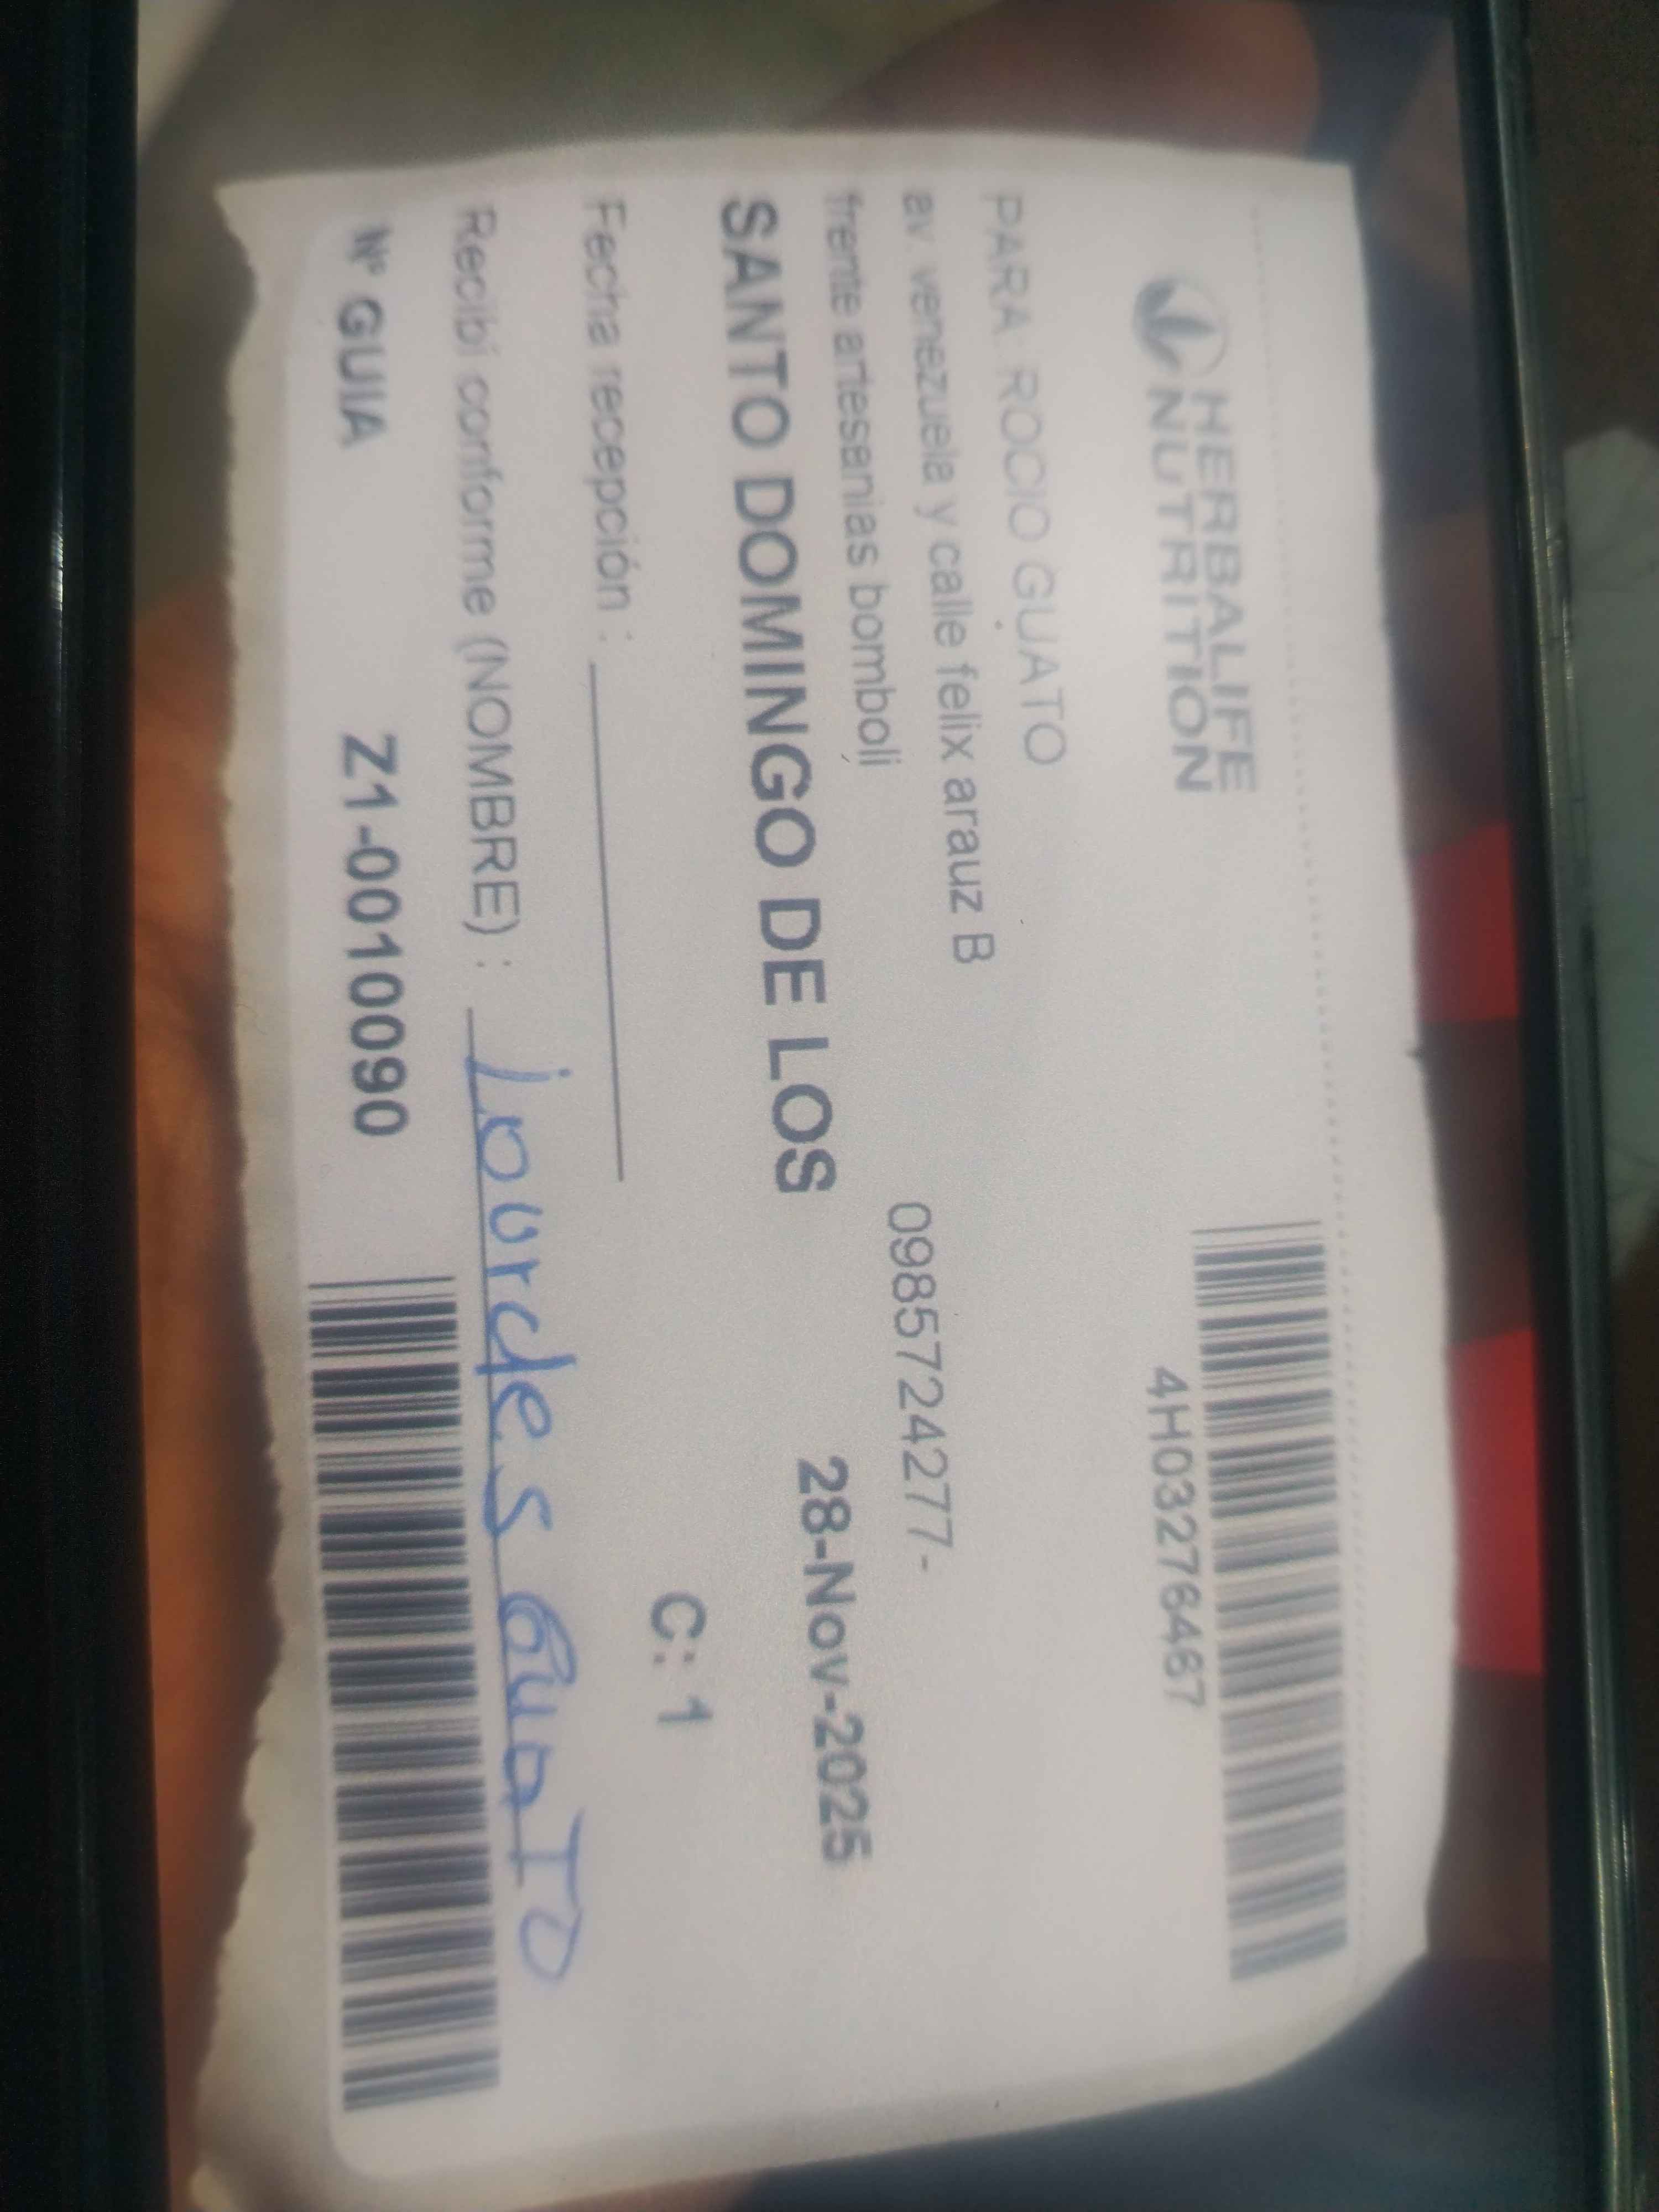 HERBALIFE
NUTRITION
4H03276467
PARA: ROCIO GUATO
av. venezuela y calle felix arauz B
frente artesanias bomboli
0985724277-
SANTO DOMINGO DE LOS
28-Nov-2025
Fecha recepción :
C: 1
Recibí conforme (NOMBRE) : Lourdes GuaTo
Nº GUIA Z1-00100090